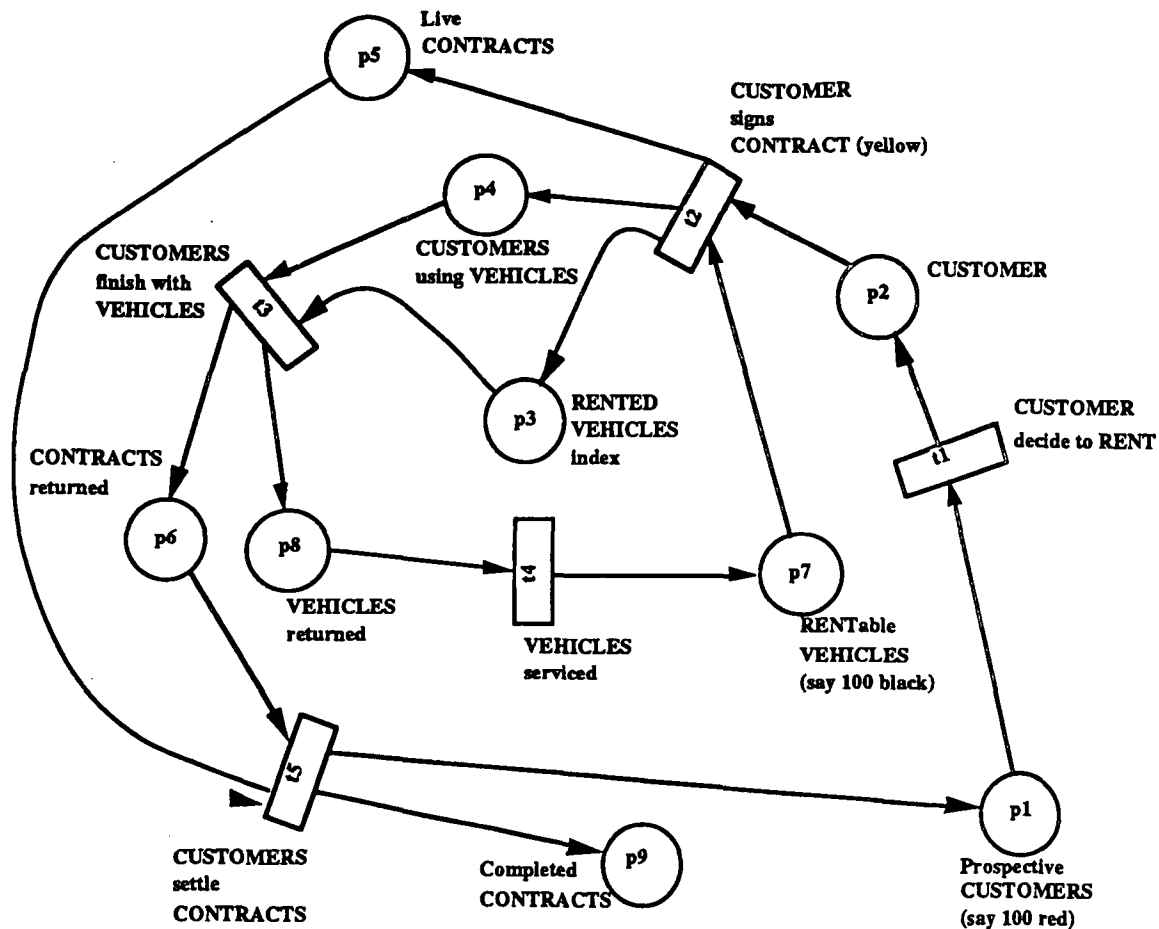 Live
CONTRACTS
p5
CUSTOMER
signs
CONTRACT (yellow)
p4
t2
CUSTOMERS
using VEHICLES
CUSTOMERS
finish with
VEHICLES
t3
p2
CUSTOMER
p3
RENTED
VEHICLES
index
CUSTOMER
decide to RENT
t1
CONTRACTS
returned
p6
p8
VEHICLES
returned
t4
VEHICLES
serviced
p7
RENTable
VEHICLES
(say 100 black)
t5
CUSTOMERS
settle
CONTRACTS
Completed
CONTRACTS
p9
p1
Prospective
CUSTOMERS
(say 100 red)